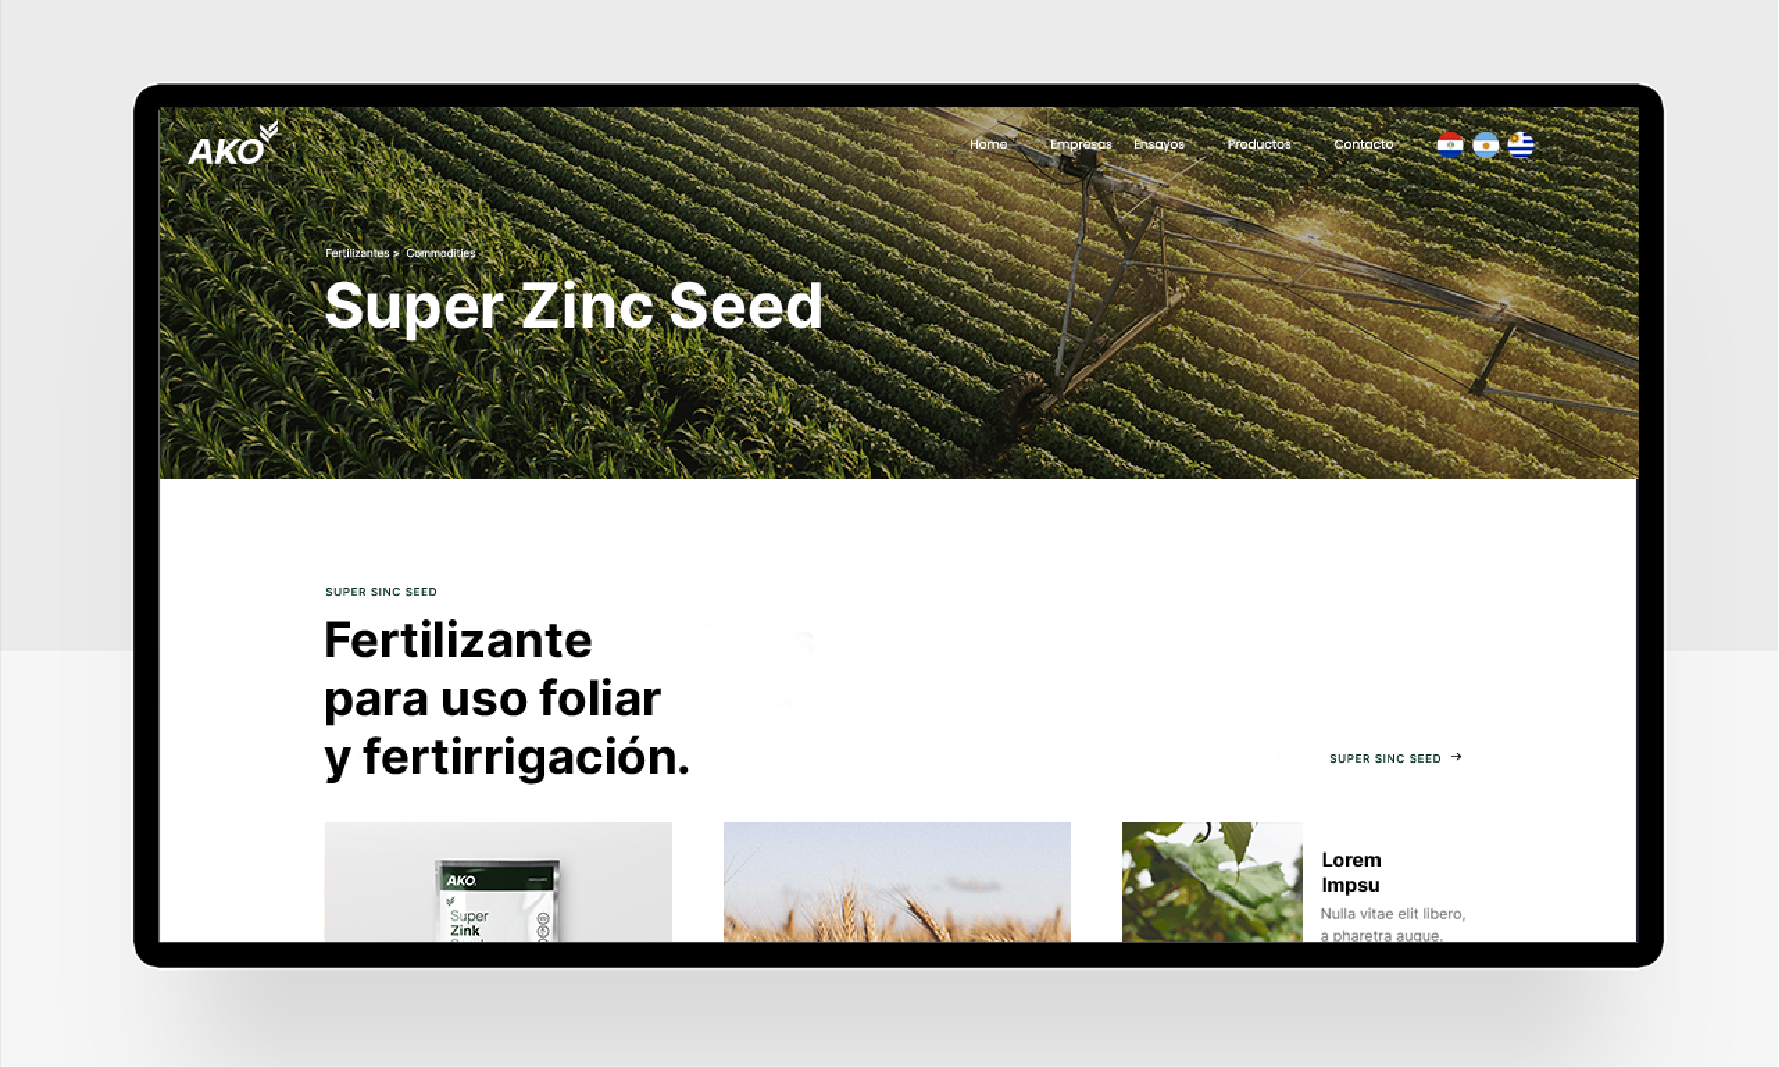 AKO
Home Empresas Ensayos Productos Contacto
Fertilizantes > Commodities
Super Zinc Seed
SUPER SINC SEED
Fertilizante
para uso foliar
y fertirrigación.
SUPER SINC SEED →
AKO
Super
Zink
Lorem
Impsu
Nulla vitae elit libero,
a pharetra augue.